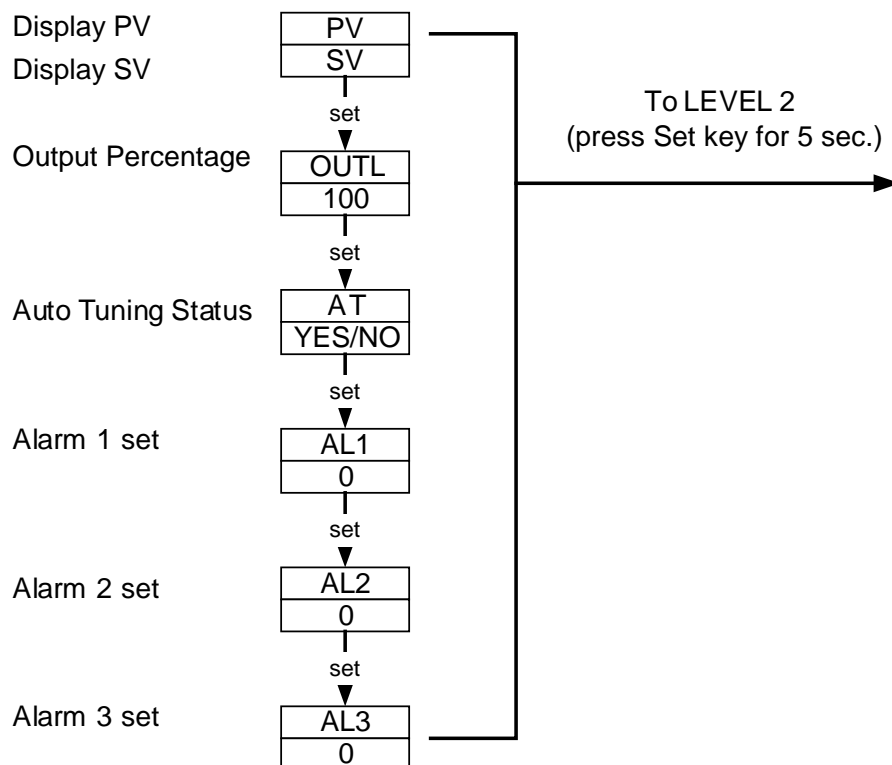 Display PV
PV
Display SV
SV
set
To LEVEL 2
(press Set key for 5 sec.)
Output Percentage
OUTL
100
set
Auto Tuning Status
AT
YES/NO
set
Alarm 1 set
AL1
0
set
Alarm 2 set
AL2
0
set
Alarm 3 set
AL3
0